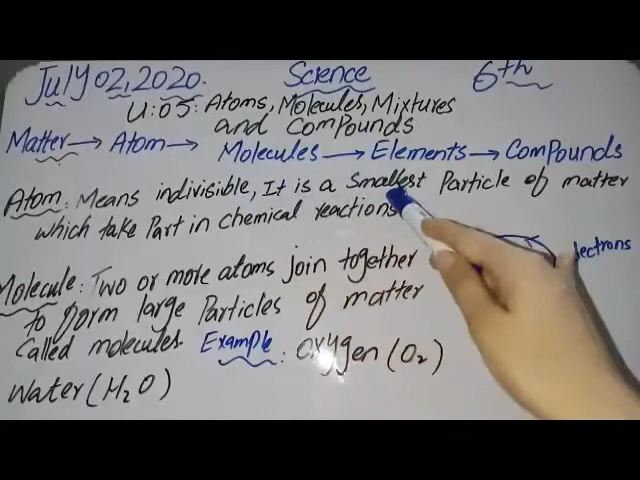 July 02, 2020. Science 6th
U:05: Atoms, Molecules, Mixtures
and Compounds
Matter → Atom → Molecules → Elements → Compounds
Atom: Means indivisible, It is a Smallest Particle of matter
which take Part in chemical reactions
Molecule: Two or more atoms join together
to form large Particles of matter
Called molecules. Example: oxygen (O2)
Water (H2O)
lectrons